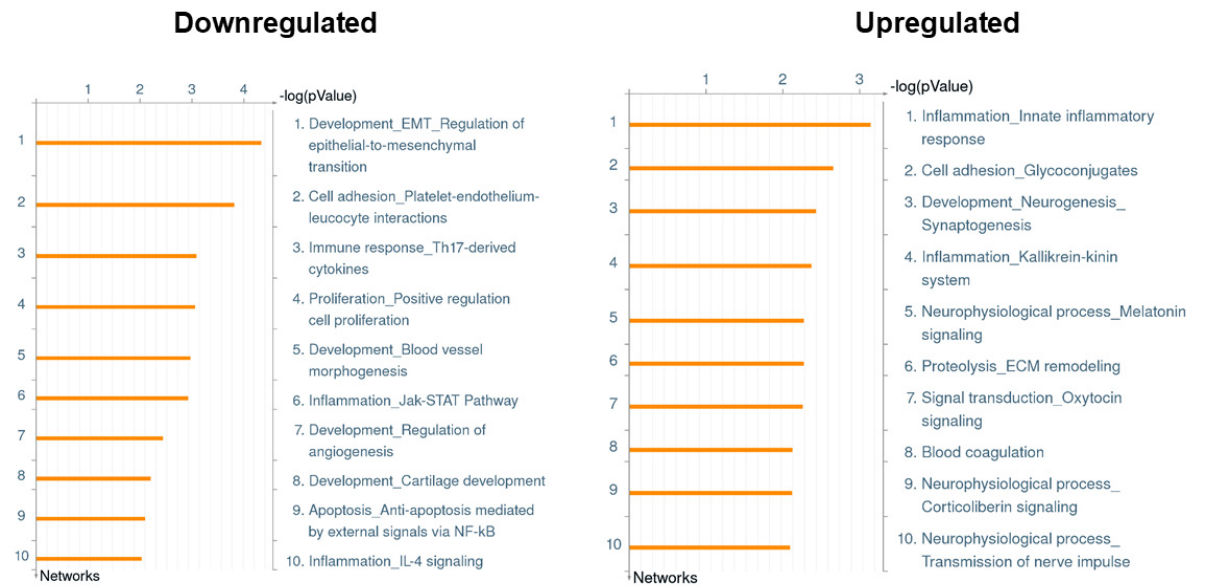 Downregulated
1 2 3 4
-log(pValue)
1
2
3
4
5
6
7
8
9
10
Networks
1. Development_EMT_Regulation of
epithelial-to-mesenchymal
transition
2. Cell adhesion_Platelet-endothelium-
leucocyte interactions
3. Immune response_Th17-derived
cytokines
4. Proliferation_Positive regulation
cell proliferation
5. Development_Blood vessel
morphogenesis
6. Inflammation_Jak-STAT Pathway
7. Development_Regulation of
angiogenesis
8. Development_Cartilage development
9. Apoptosis_Anti-apoptosis mediated
by external signals via NF-kB
10. Inflammation_IL-4 signaling
Upregulated
1 2 3
-log(pValue)
1
2
3
4
5
6
7
8
9
10
Networks
1. Inflammation_Innate inflammatory
response
2. Cell adhesion_Glycoconjugates
3. Development_Neurogenesis_
Synaptogenesis
4. Inflammation_Kallikrein-kinin
system
5. Neurophysiological process_Melatonin
signaling
6. Proteolysis_ECM remodeling
7. Signal transduction_Oxytocin
signaling
8. Blood coagulation
9. Neurophysiological process_
Corticoliberin signaling
10. Neurophysiological process_
Transmission of nerve impulse